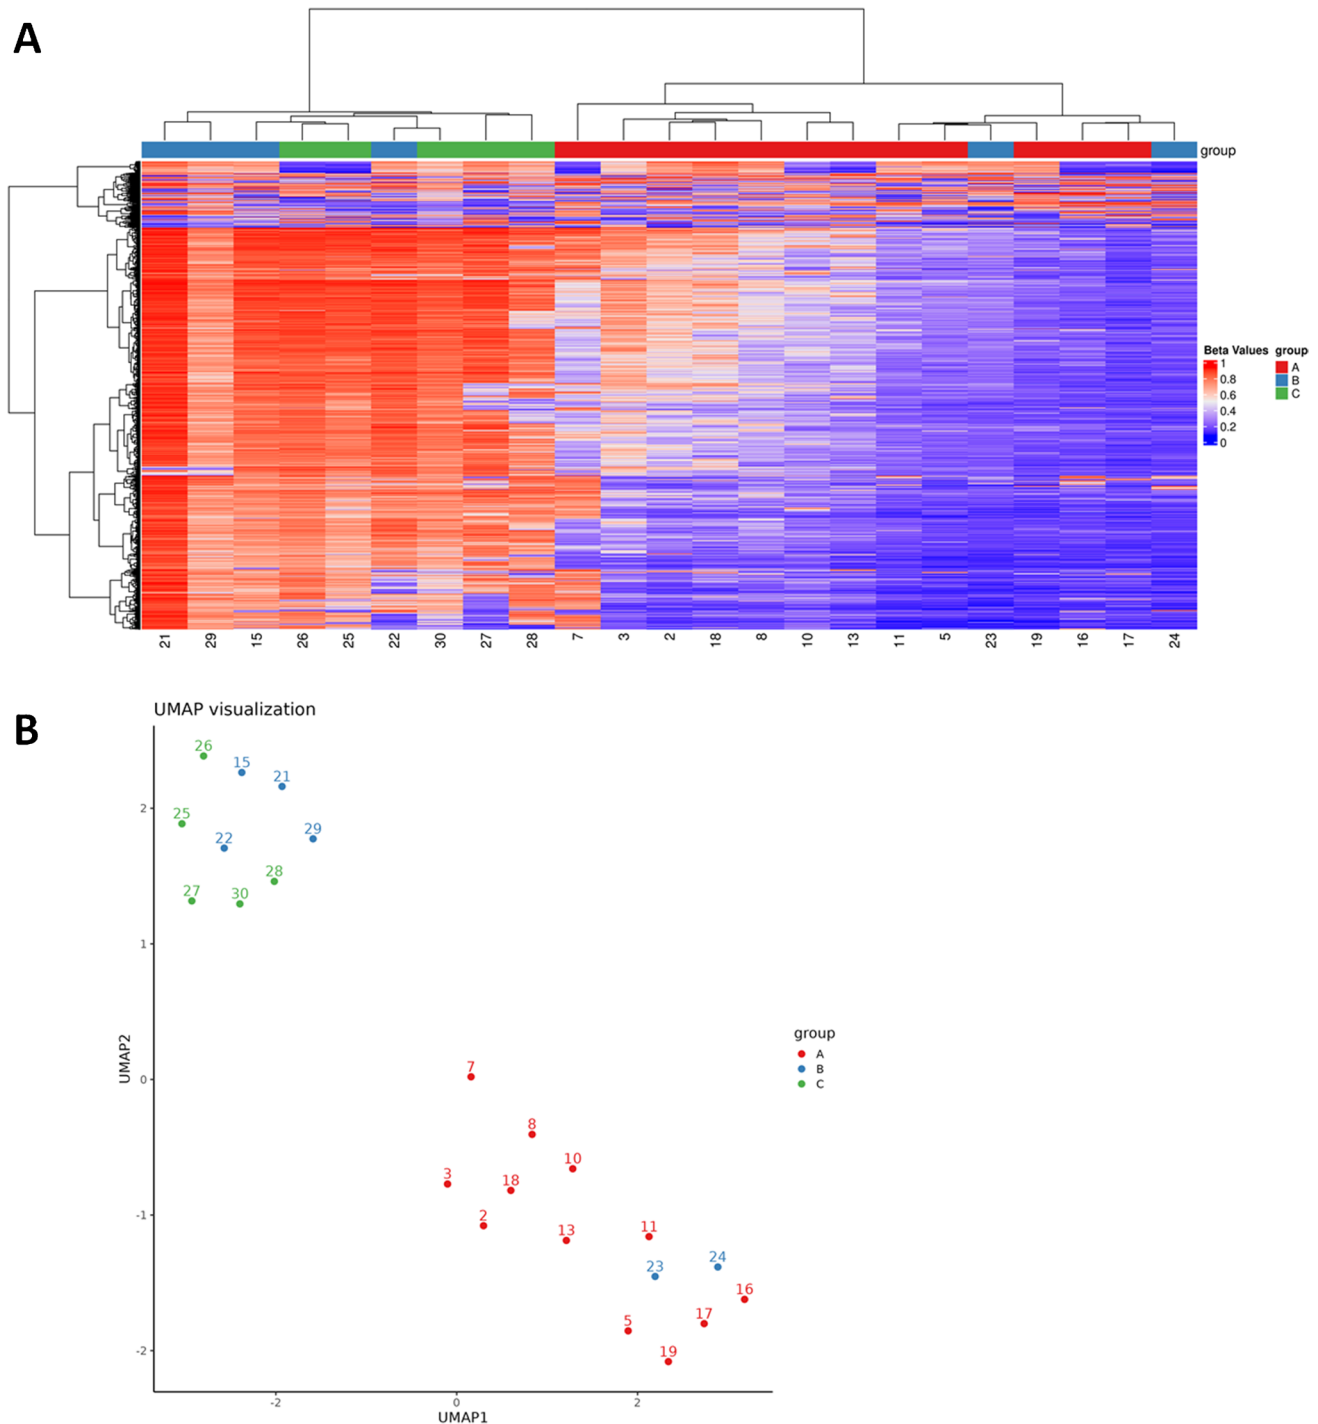 A
group
Beta Values group
1 A
0.8 B
0.6 C
0.4
0.2
0
21 29 15 26 25 22 30 27 28 7 3 2 18 8 10 13 11 5 23 19 16 17 24
B
UMAP visualization
26
15
21
2
25
29
22
28
27
30
1
UMAP2
group
A
B
C
0
7
8
10
3
18
-1
2
13
11
24
23
16
17
5
19
-2
-2 0 2
UMAP1